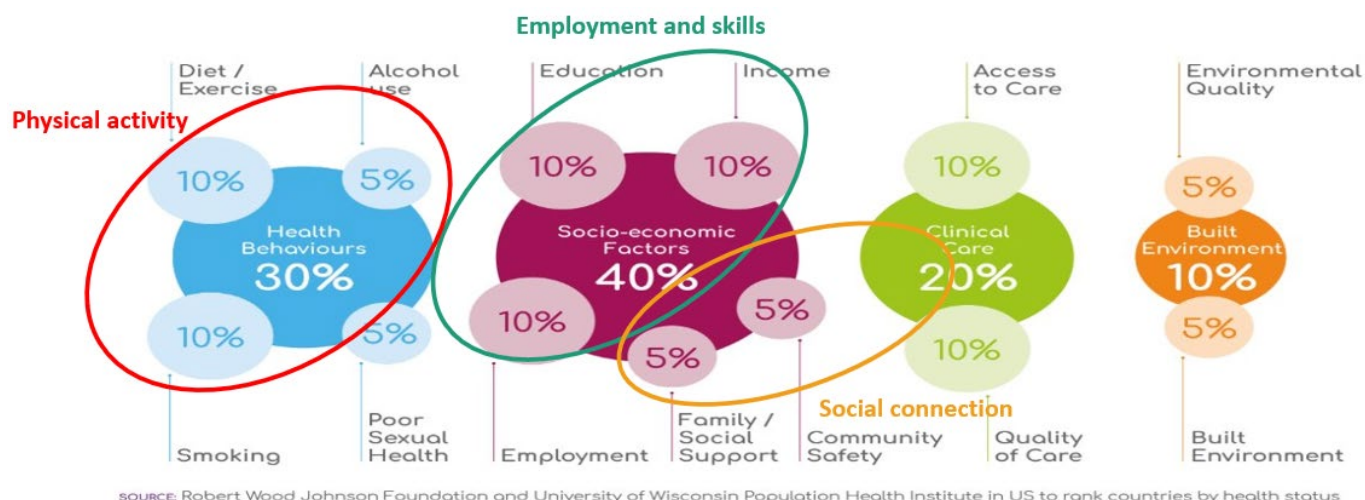 Employment and skills
Diet /
Exercise
Alcohol
use
Education
Income
Access
to Care
Environmental
Quality
Physical activity
10%
5%
10%
10%
10%
5%
Health
Behaviours
30%
Socio-economic
Factors
40%
Clinical
Care
20%
Built
Environment
10%
10%
5%
10%
5%
5%
10%
5%
Social connection
Smoking
Poor
Sexual
Health
Employment
Family /
Social
Support
Community
Safety
Quality
of Care
Built
Environment
SOURCE: Robert Wood Johnson Foundation and University of Wisconsin Population Health Institute in US to rank countries by health status